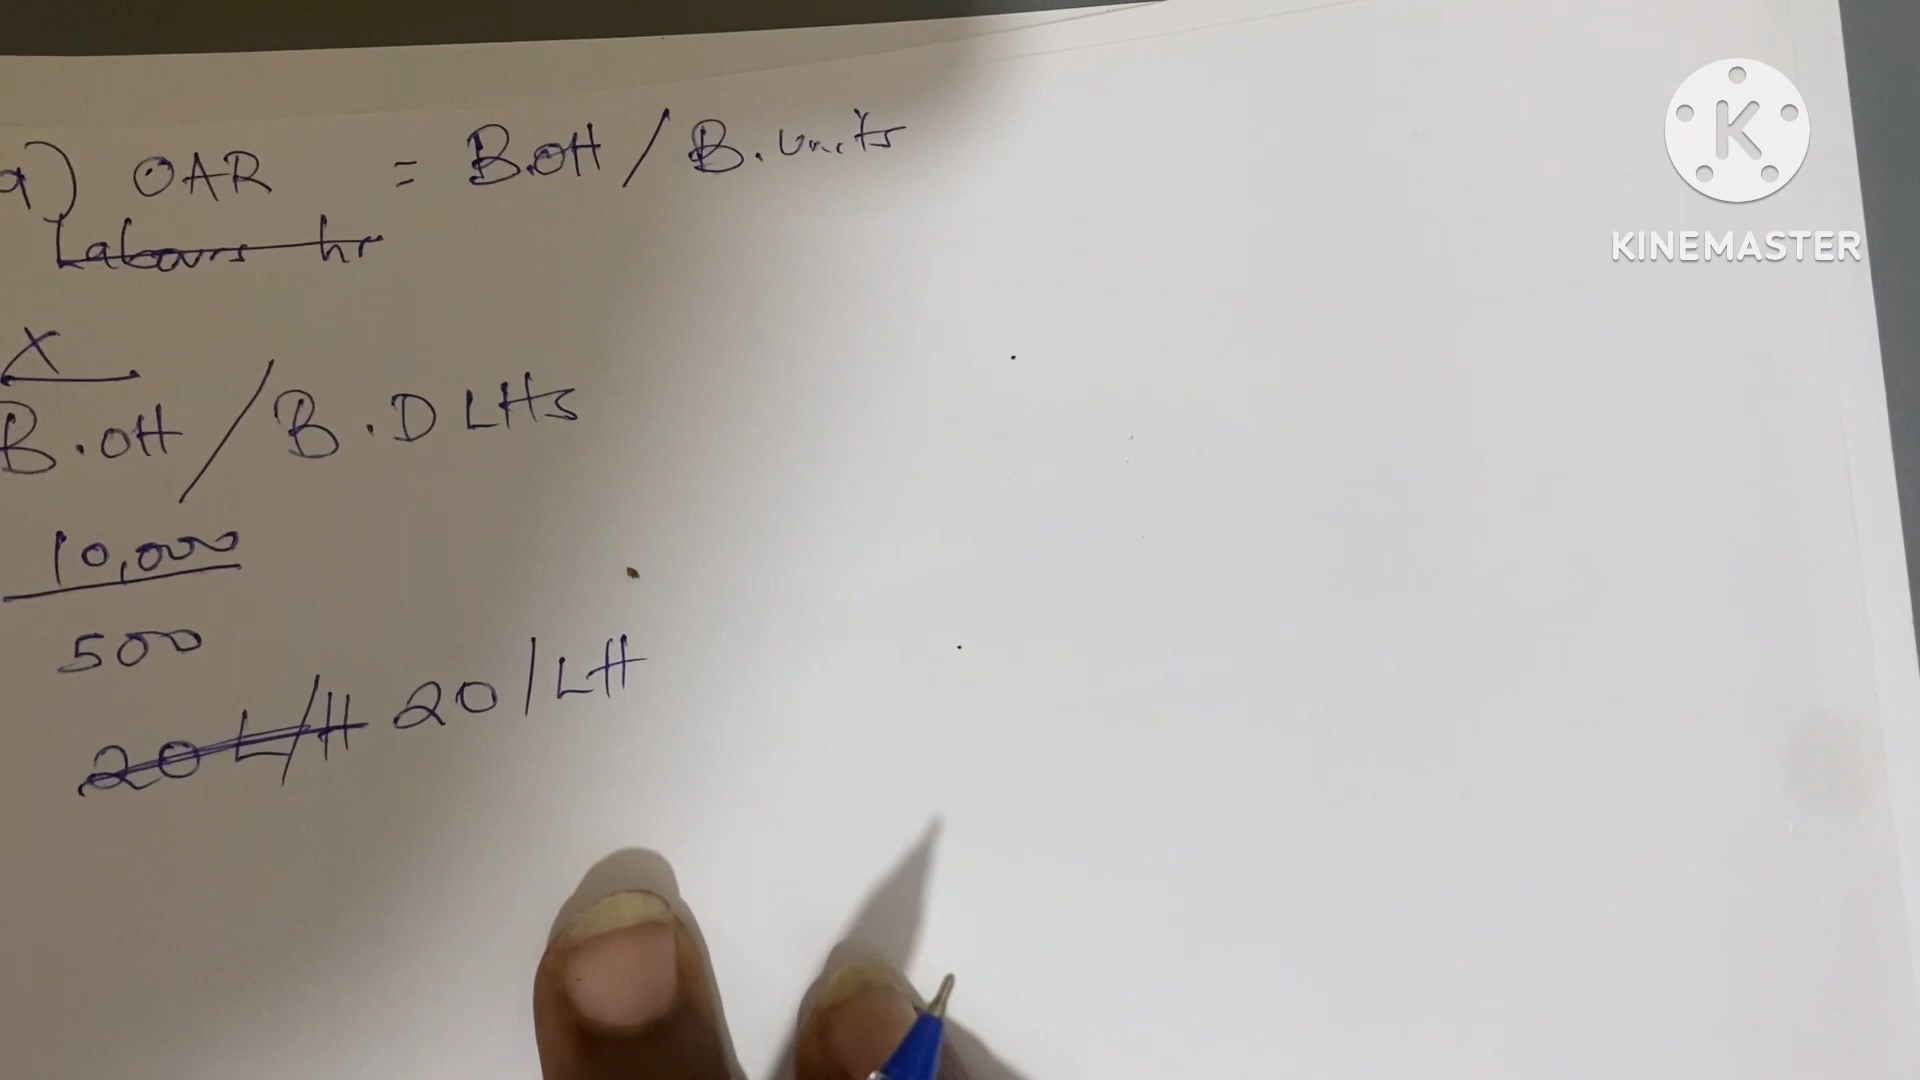 a) OAR = B.OH / B. Units
Labours hr
X
B.OH / B.D LHs
10,000
500
20 L/H 20 / LH
K
KINEMASTER